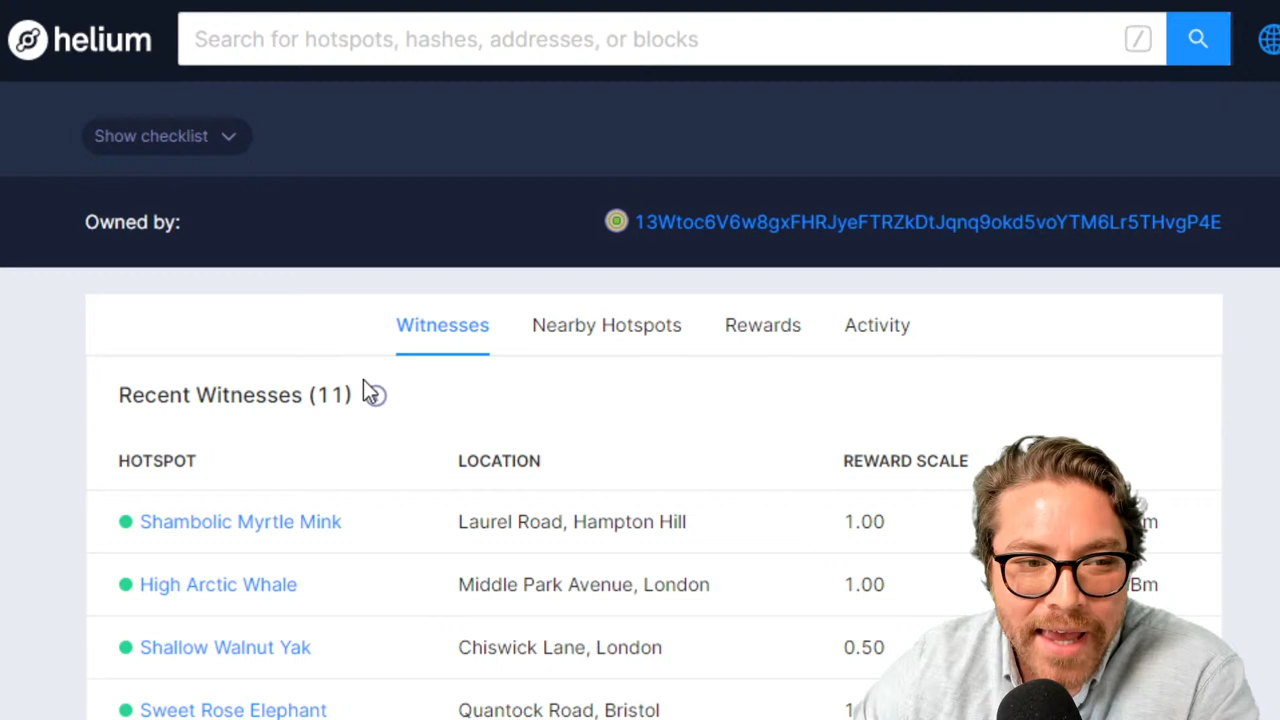 helium
Search for hotspots, hashes, addresses, or blocks /
Show checklist
Owned by:
13Wtoc6V6w8gxFHRJyeFTRZkDtJqnq9okd5voYTM6Lr5THvgP4E
Witnesses Nearby Hotspots Rewards Activity
Recent Witnesses (11)
HOTSPOT LOCATION REWARD SCALE
Shambolic Myrtle Mink Laurel Road, Hampton Hill 1.00
High Arctic Whale Middle Park Avenue, London 1.00
Shallow Walnut Yak Chiswick Lane, London 0.50
Sweet Rose Elephant Quantock Road, Bristol